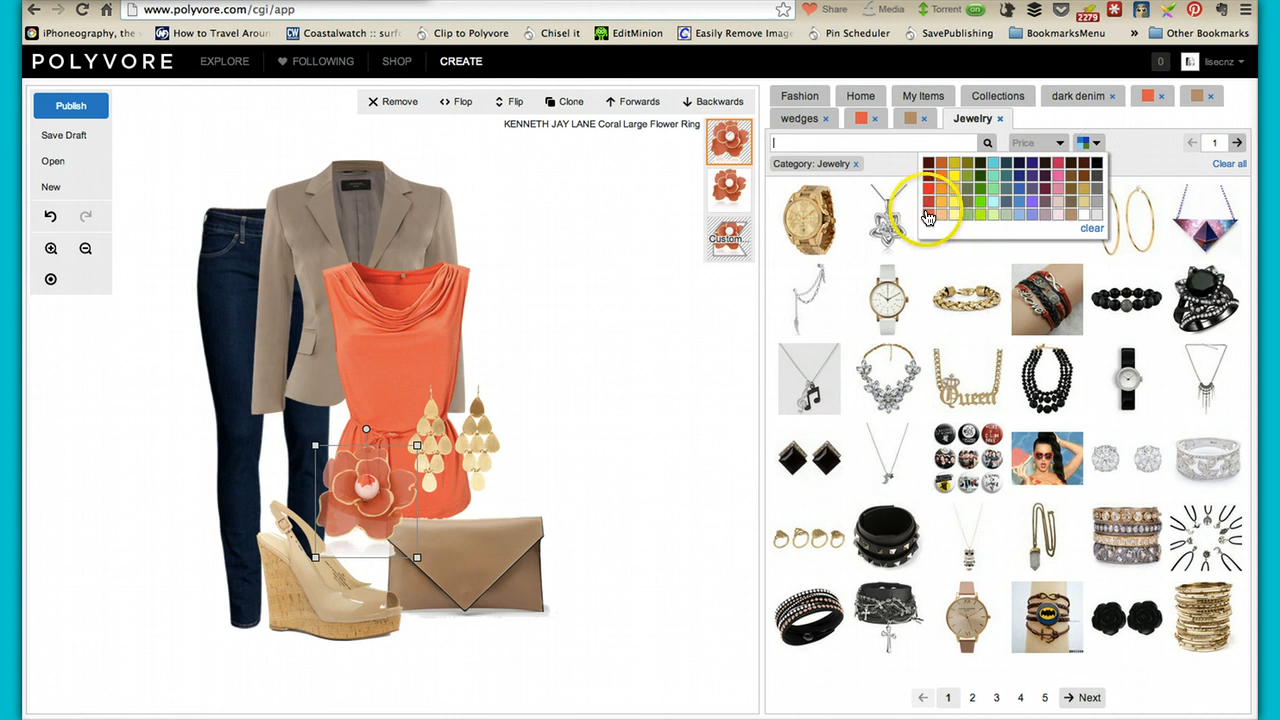 www.polyvore.com/cgi/app
Share
Media
Torrent on
2279
iPhoneography, the
How to Travel Aroun
Coastalwatch :: surf
Clip to Polyvore
Chisel it
EditMinion
Easily Remove Image
Pin Scheduler
SavePublishing
BookmarksMenu
»
Other Bookmarks
POLYVORE
EXPLORE
FOLLOWING
SHOP
CREATE
0
lisecnz
Publish
Save Draft
Open
New
Remove
Flop
Flip
Clone
Forwards
Backwards
KENNETH JAY LANE Coral Large Flower Ring
Custom...
Fashion
Home
My Items
Collections
dark denim x
x
x
wedges x
x
x
Jewelry x
Price
1
Category: Jewelry x
Clear all
clear
Queen
1
2
3
4
5
Next